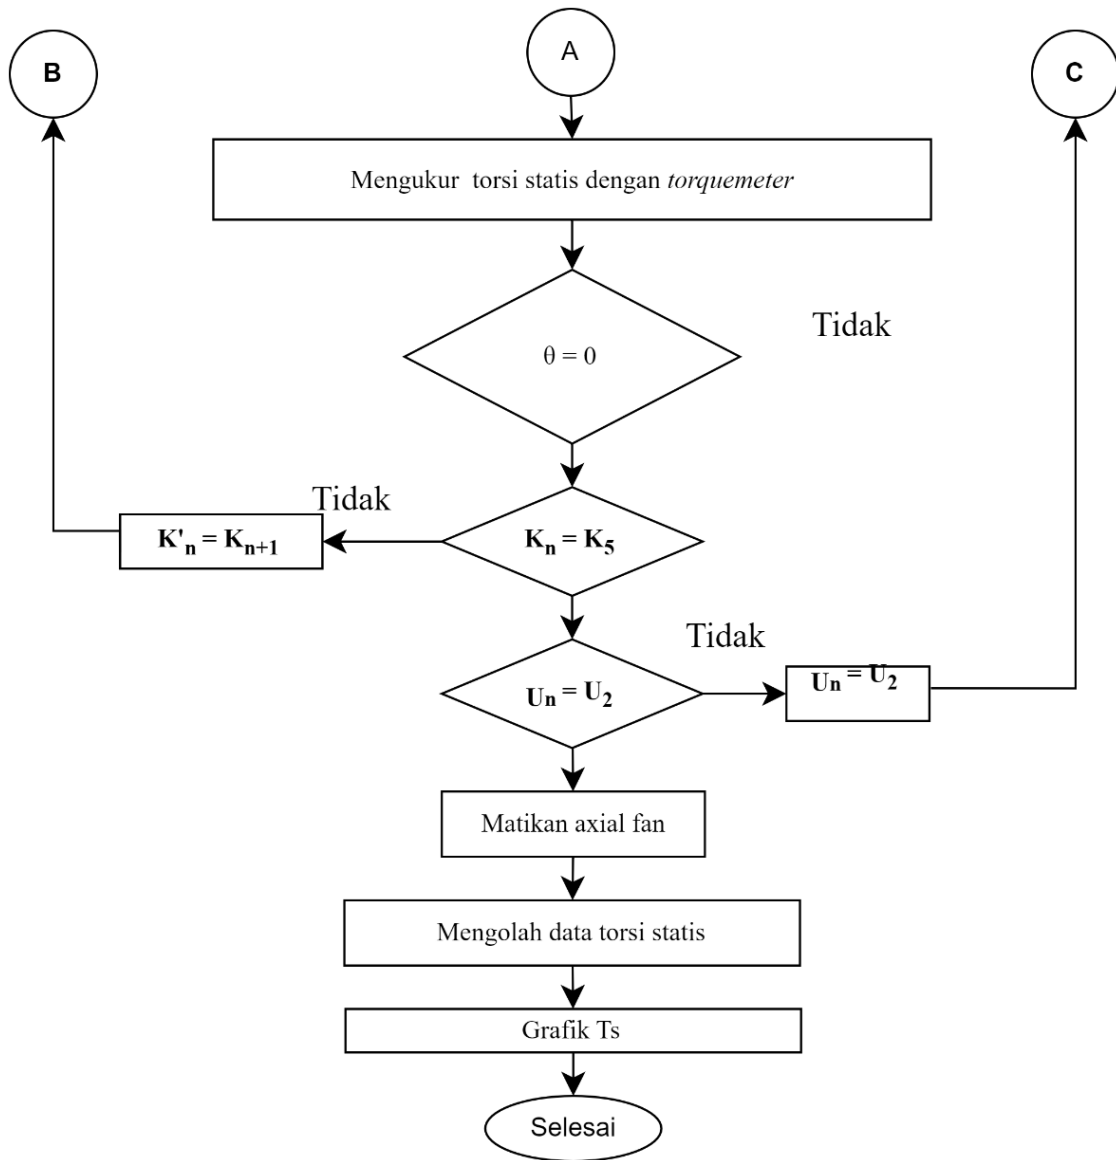 B
A
C
Mengukur torsi statis dengan torquemeter
Tidak
θ = 0
Tidak
K'n = Kn+1
Kn = K5
Tidak
Un = U2
Un = U2
Matikan axial fan
Mengolah data torsi statis
Grafik Ts
Selesai